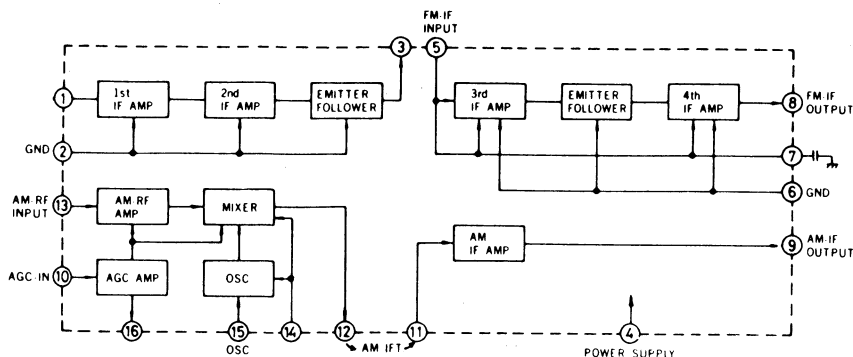 FM-IF
INPUT
3
5
1
1st
IF AMP
2nd
IF AMP
EMITTER
FOLLOWER
3rd
IF AMP
EMITTER
FOLLOWER
4th
IF AMP
8
FM-IF
OUTPUT
GND
2
7
6
GND
AM-RF
INPUT
13
AM-RF
AMP
MIXER
AM
IF AMP
9
AM-IF
OUTPUT
AGC-IN
10
AGC AMP
OSC
16
15
14
12
11
4
OSC
AM IFT
POWER SUPPLY